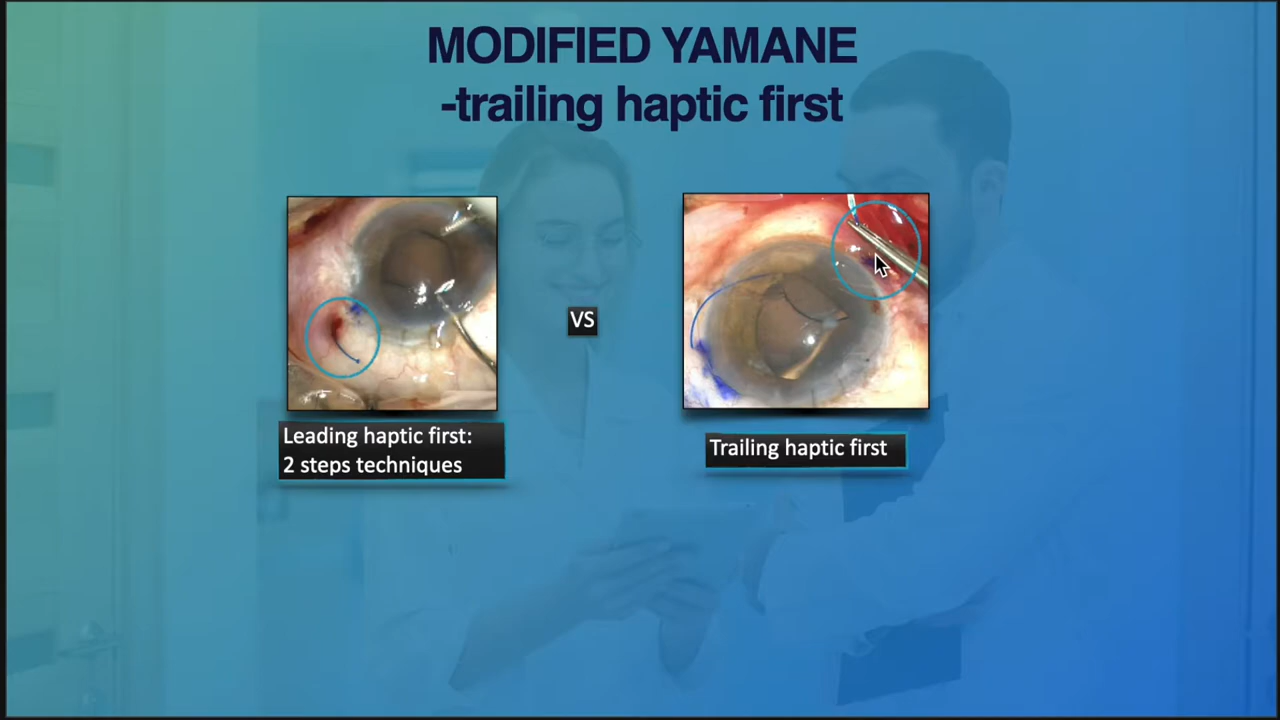 MODIFIED YAMANE
-trailing haptic first
VS
Leading haptic first:
2 steps techniques
Trailing haptic first